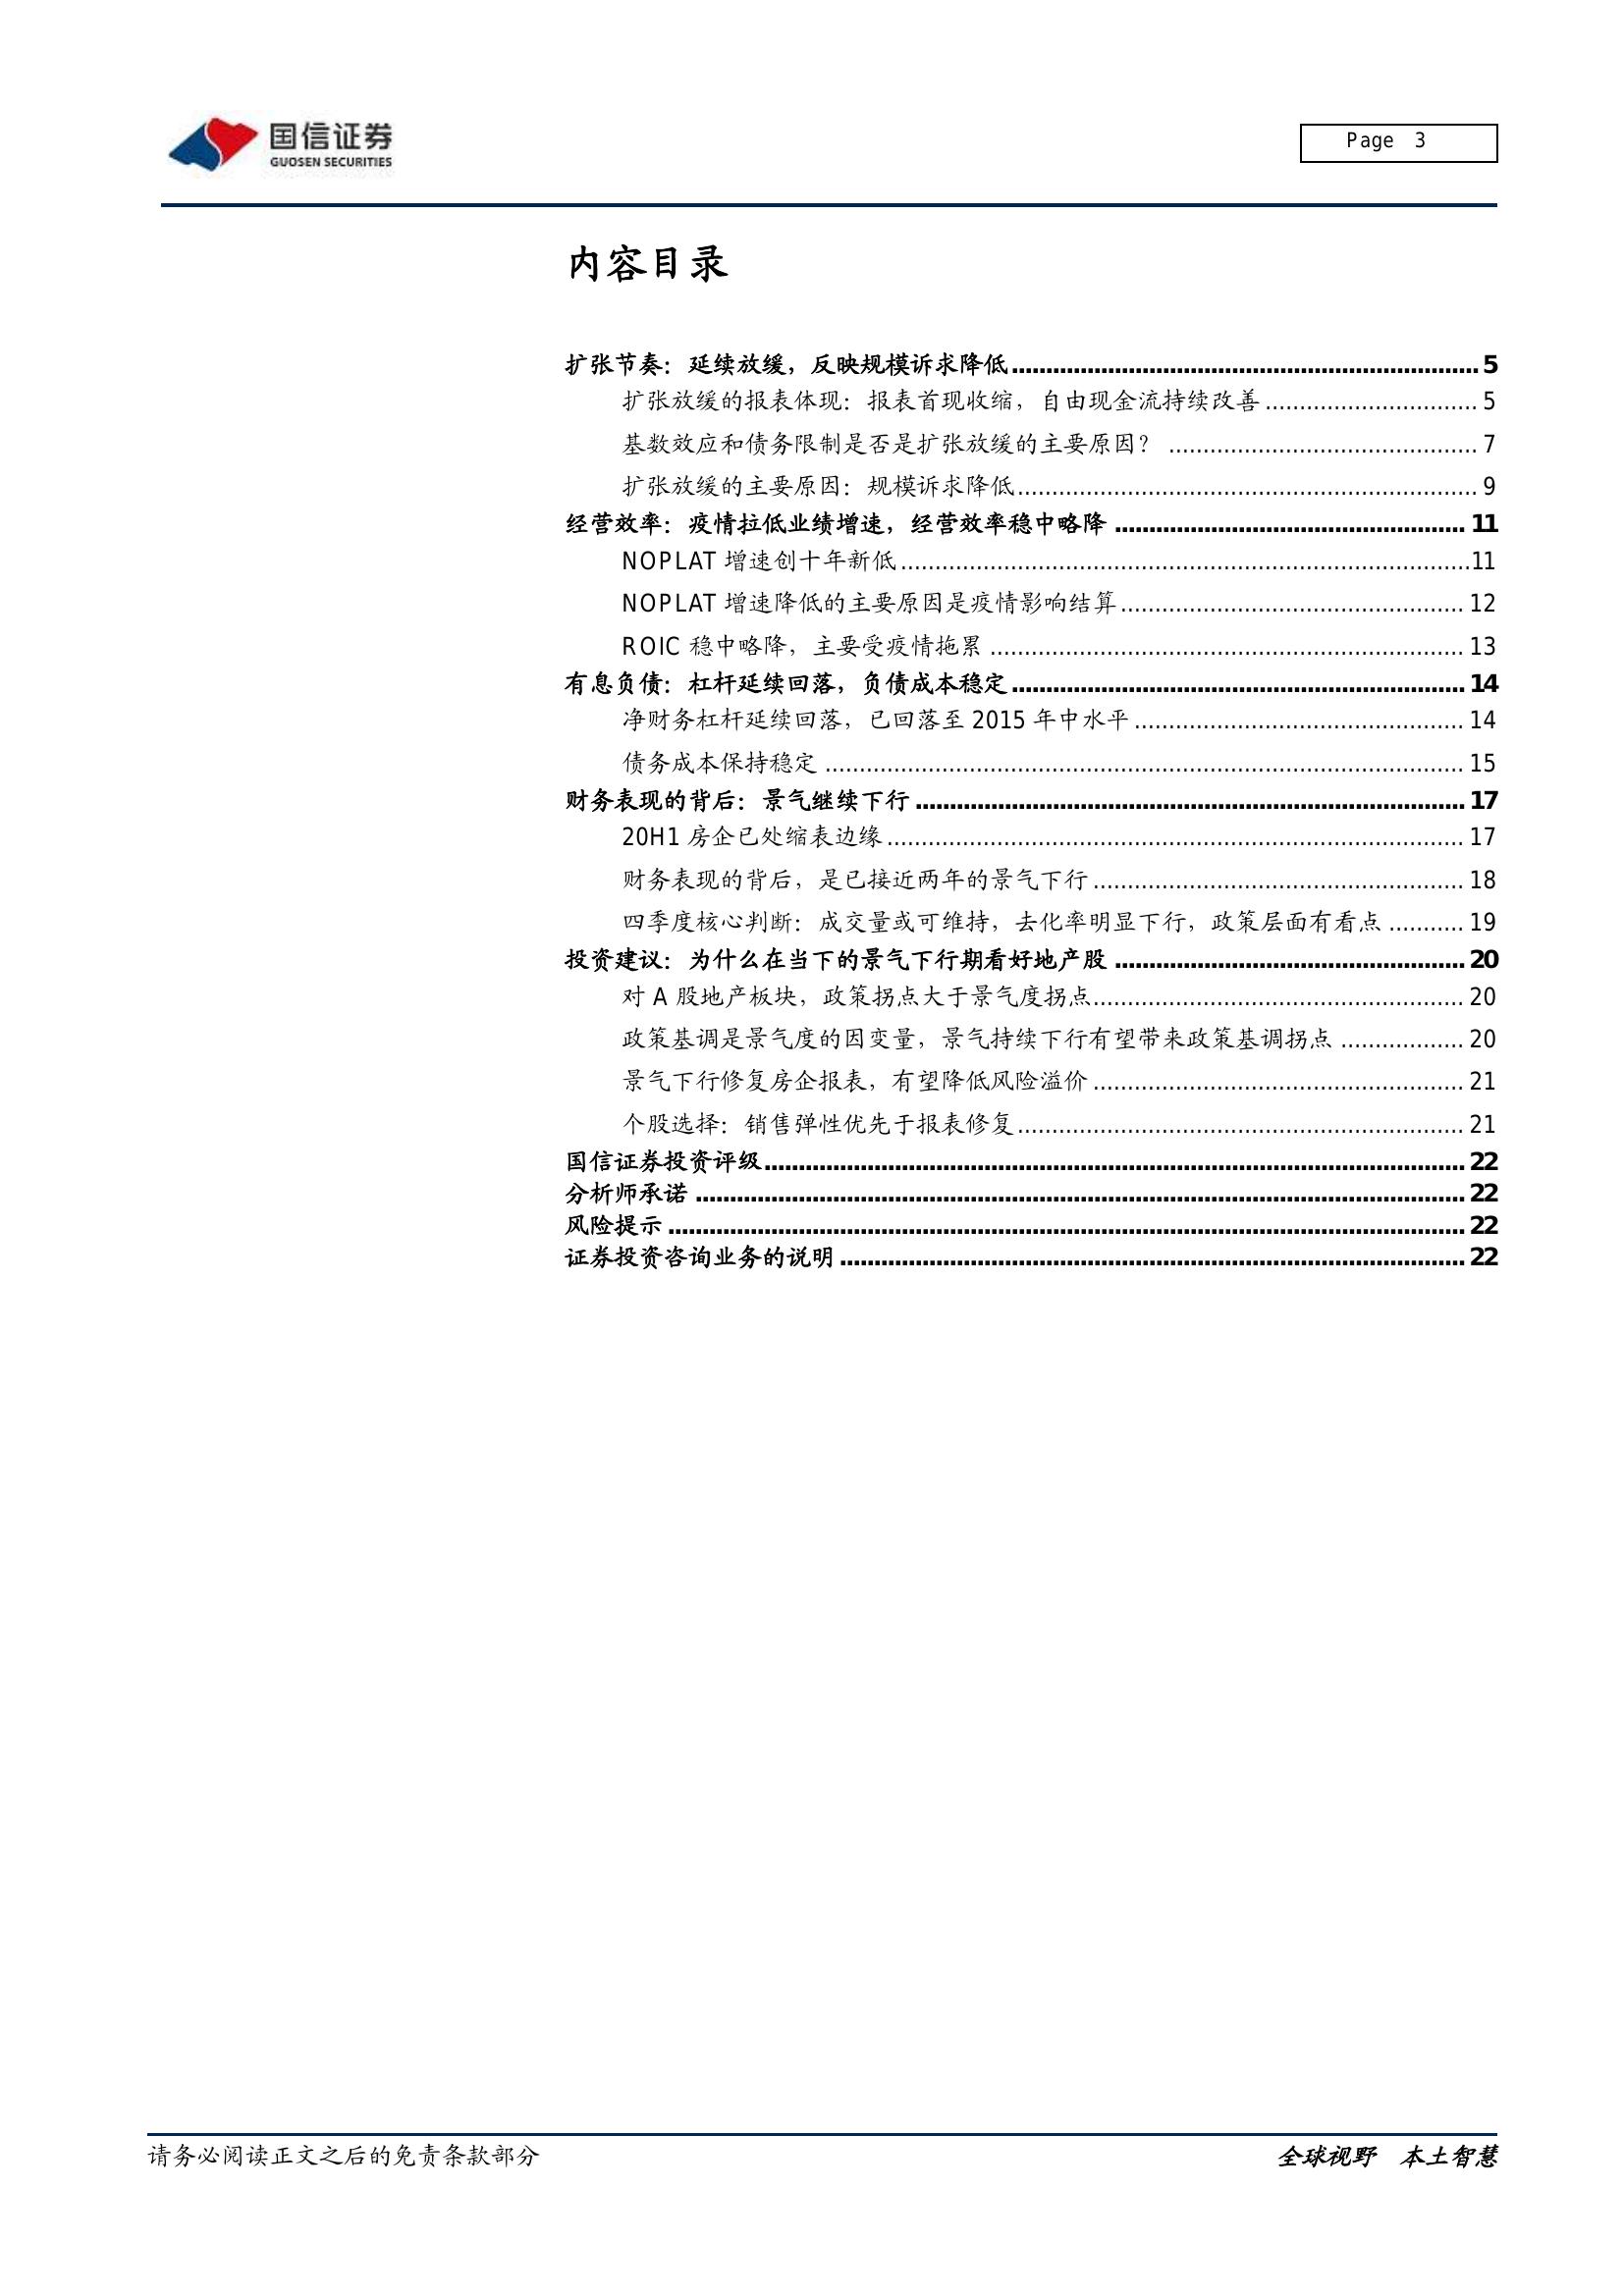 国信证券
GUOSEN SECURITIES
Page 3
内容目录
扩张节奏：延续放缓，反映规模诉求降低 5
扩张放缓的报表体现：报表首现收缩，自由现金流持续改善 5
基数效应和债务限制是否是扩张放缓的主要原因？ 7
扩张放缓的主要原因：规模诉求降低 9
经营效率：疫情拉低业绩增速，经营效率稳中略降 11
NOPLAT 增速创十年新低 11
NOPLAT 增速降低的主要原因是疫情影响结算 12
ROIC 稳中略降，主要受疫情拖累 13
有息负债：杠杆延续回落，负债成本稳定 14
净财务杠杆延续回落，已回落至 2015 年中水平 14
债务成本保持稳定 15
财务表现的背后：景气继续下行 17
20H1 房企已处缩表边缘 17
财务表现的背后，是已接近两年的景气下行 18
四季度核心判断：成交量或可维持，去化率明显下行，政策层面有看点 19
投资建议：为什么在当下的景气下行期看好地产股 20
对 A 股地产板块，政策拐点大于景气度拐点 20
政策基调是景气度的因变量，景气持续下行有望带来政策基调拐点 20
景气下行修复房企报表，有望降低风险溢价 21
个股选择：销售弹性优先于报表修复 21
国信证券投资评级 22
分析师承诺 22
风险提示 22
证券投资咨询业务的说明 22
请务必阅读正文之后的免责条款部分
全球视野 本土智慧